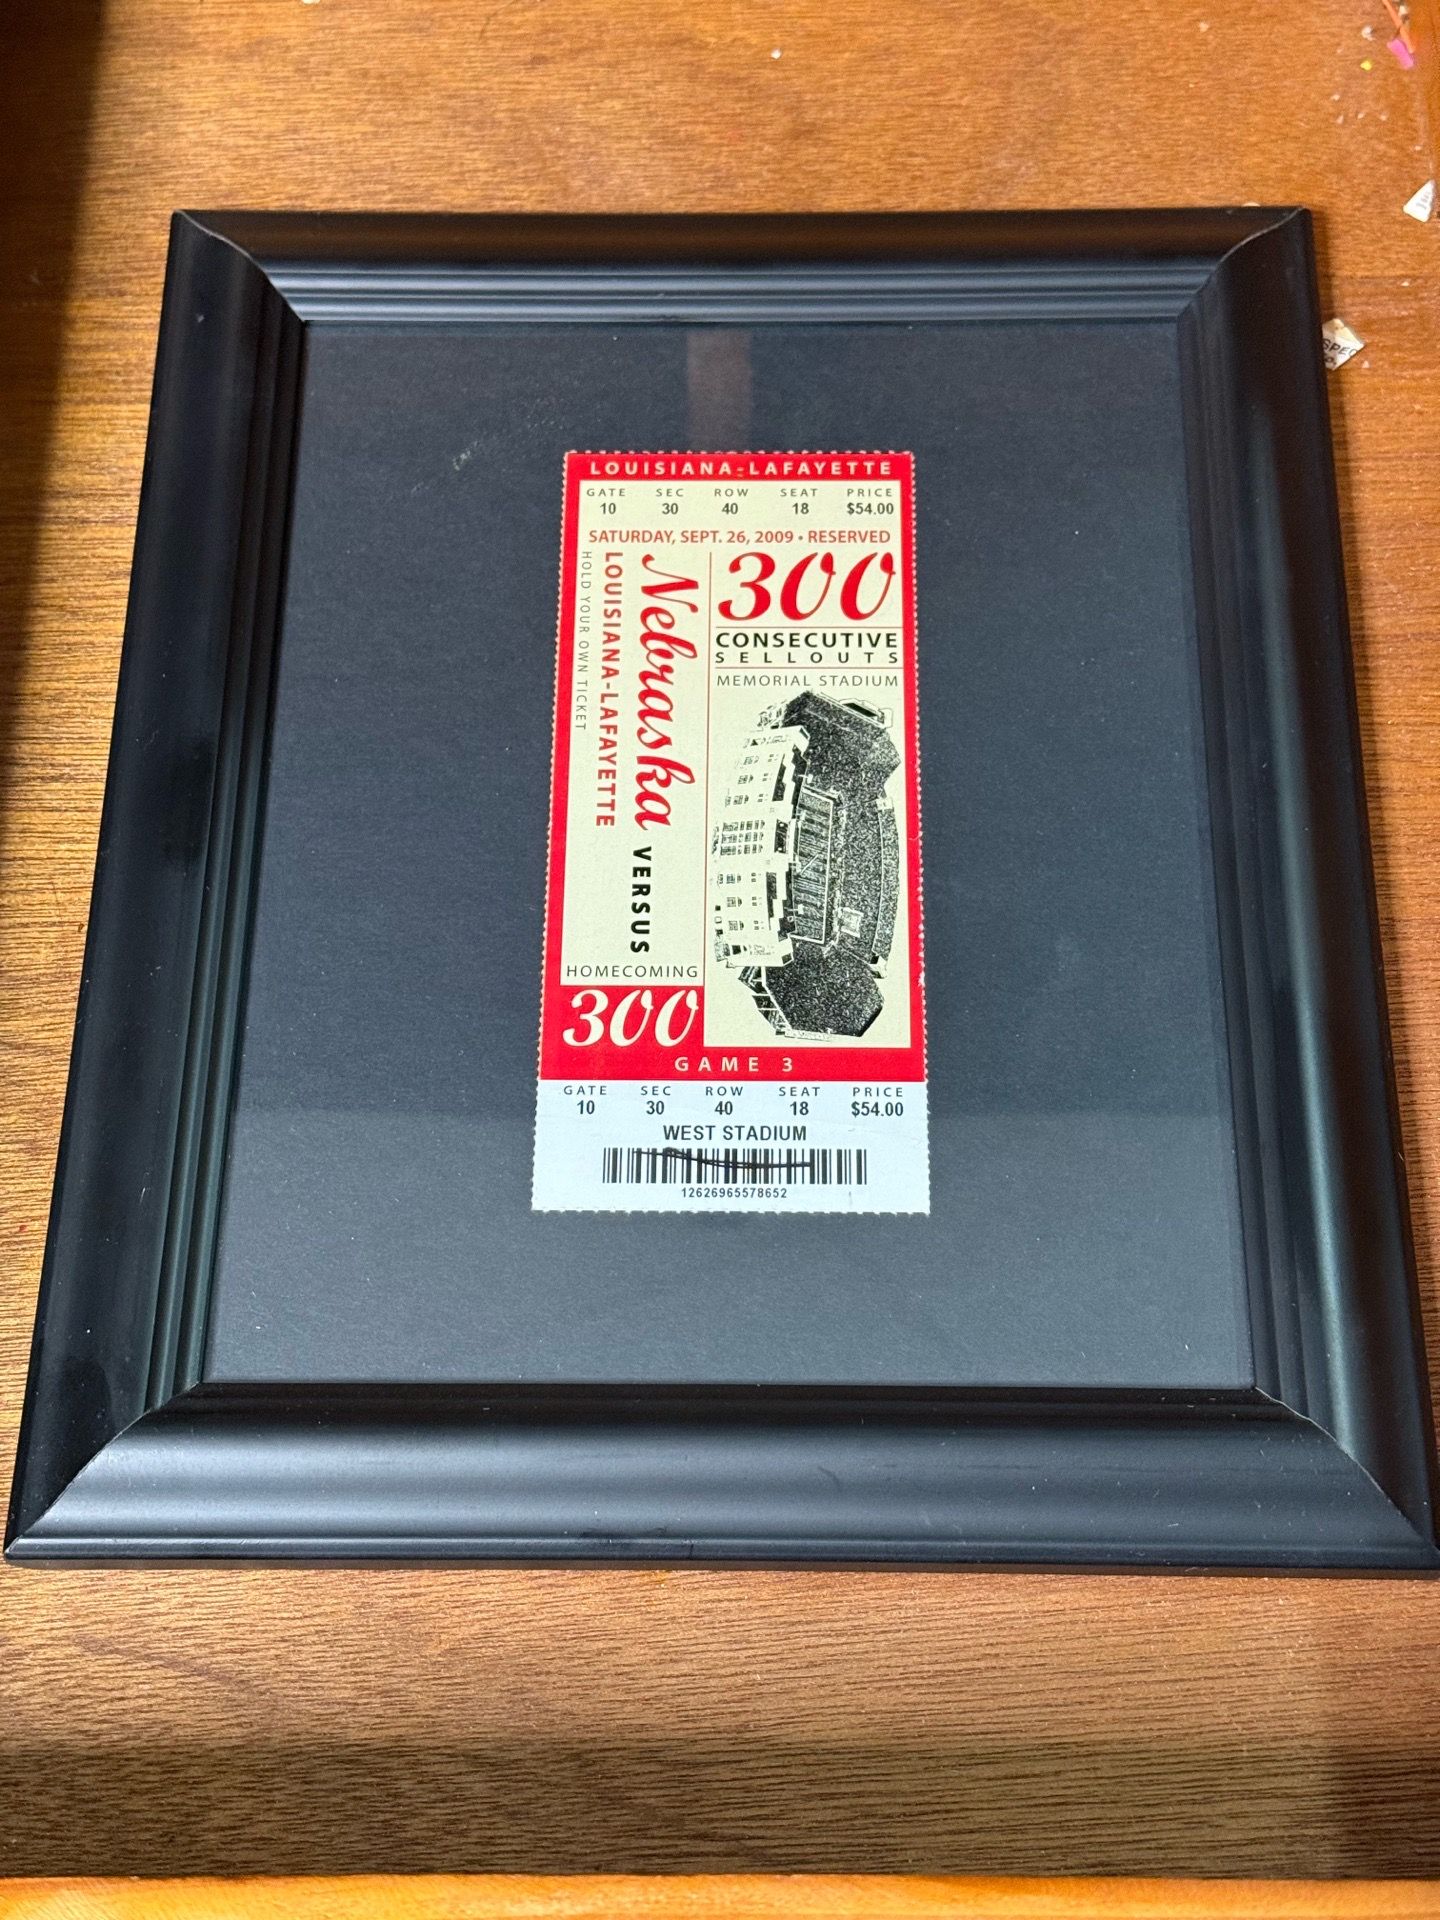 LOUISIANA-LAFAYETTE
GATE SEC ROW SEAT PRICE
10 30 40 18 $54.00
SATURDAY, SEPT. 26, 2009 • RESERVED
HOLD YOUR OWN TICKET
LOUISIANA-LAFAYETTE
Nebraska VERSUS
300
CONSECUTIVE
SELLOUTS
MEMORIAL STADIUM
HOMECOMING
300
GAME 3
GATE SEC ROW SEAT PRICE
10 30 40 18 $54.00
WEST STADIUM
12626965578652